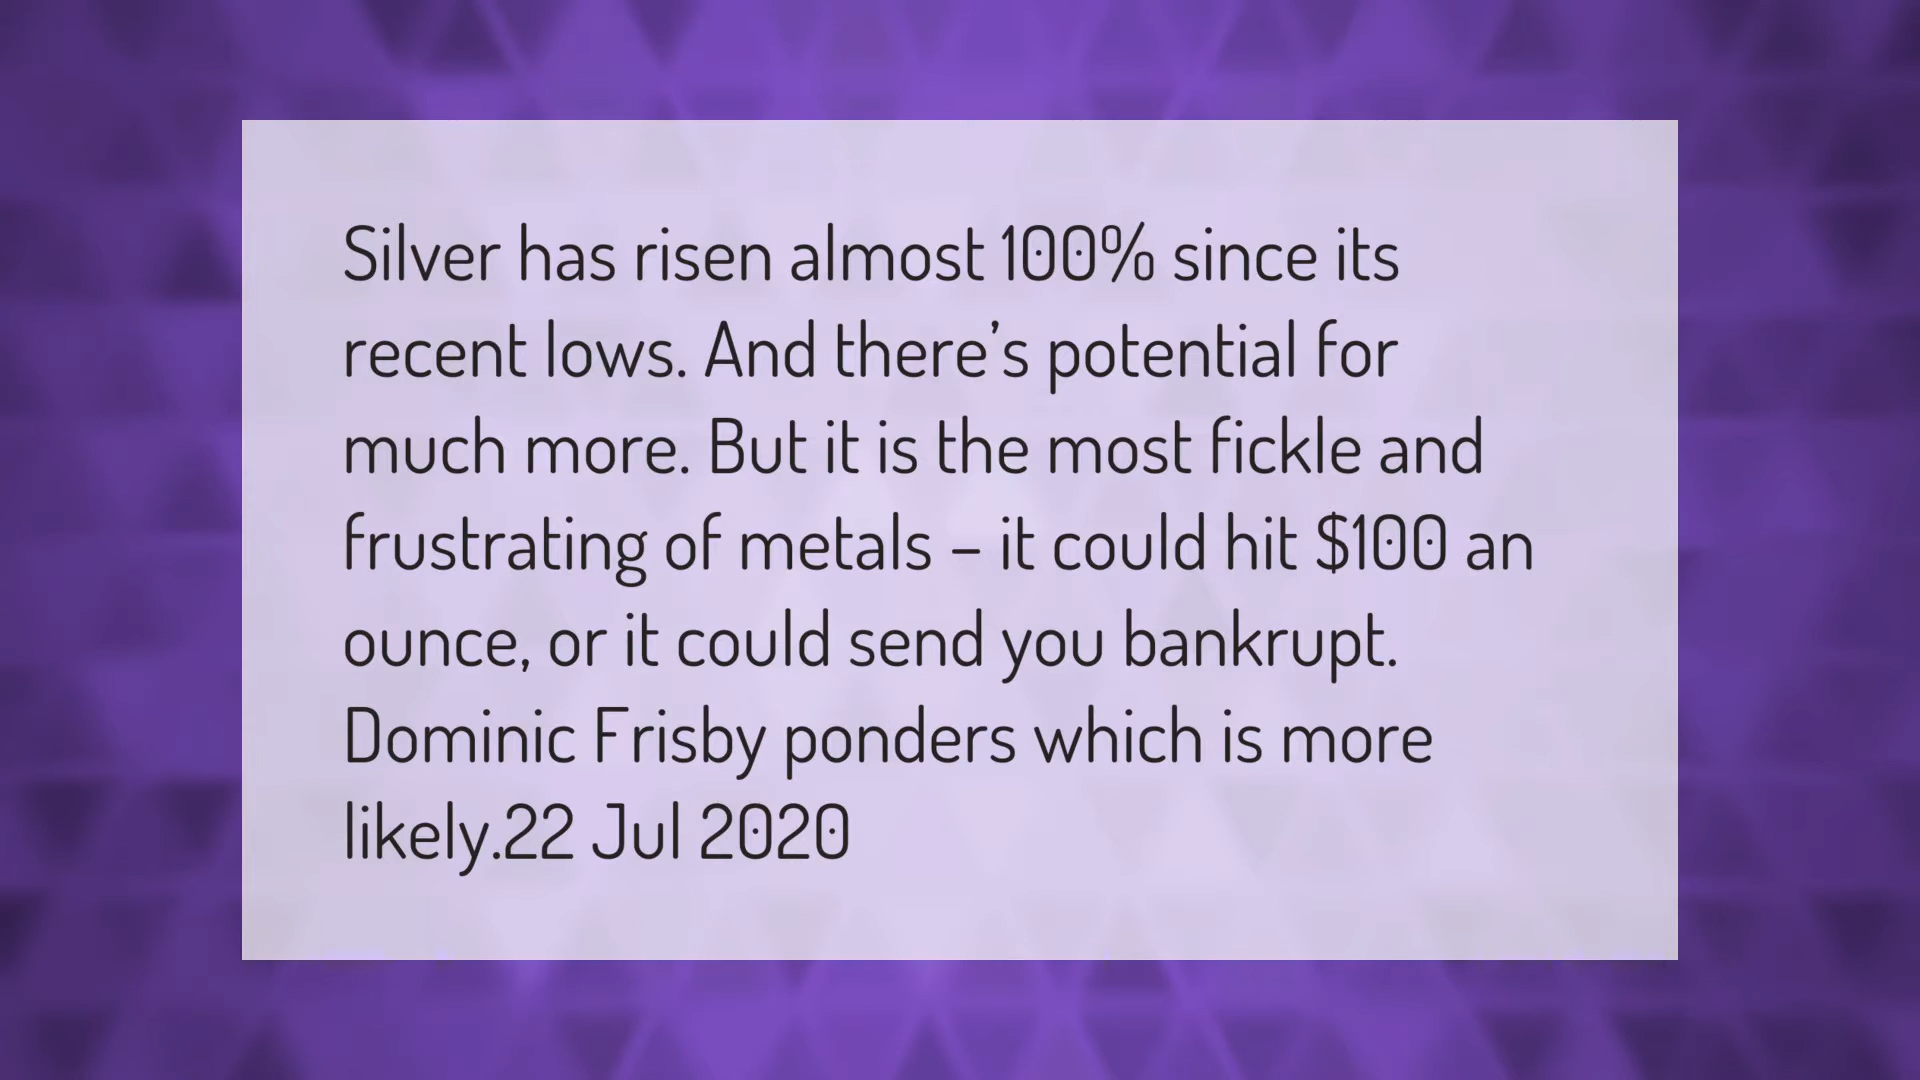 Silver has risen almost 100% since its
recent lows. And there’s potential for
much more. But it is the most fickle and
frustrating of metals – it could hit $100 an
ounce, or it could send you bankrupt.
Dominic Frisby ponders which is more
likely.22 Jul 2020